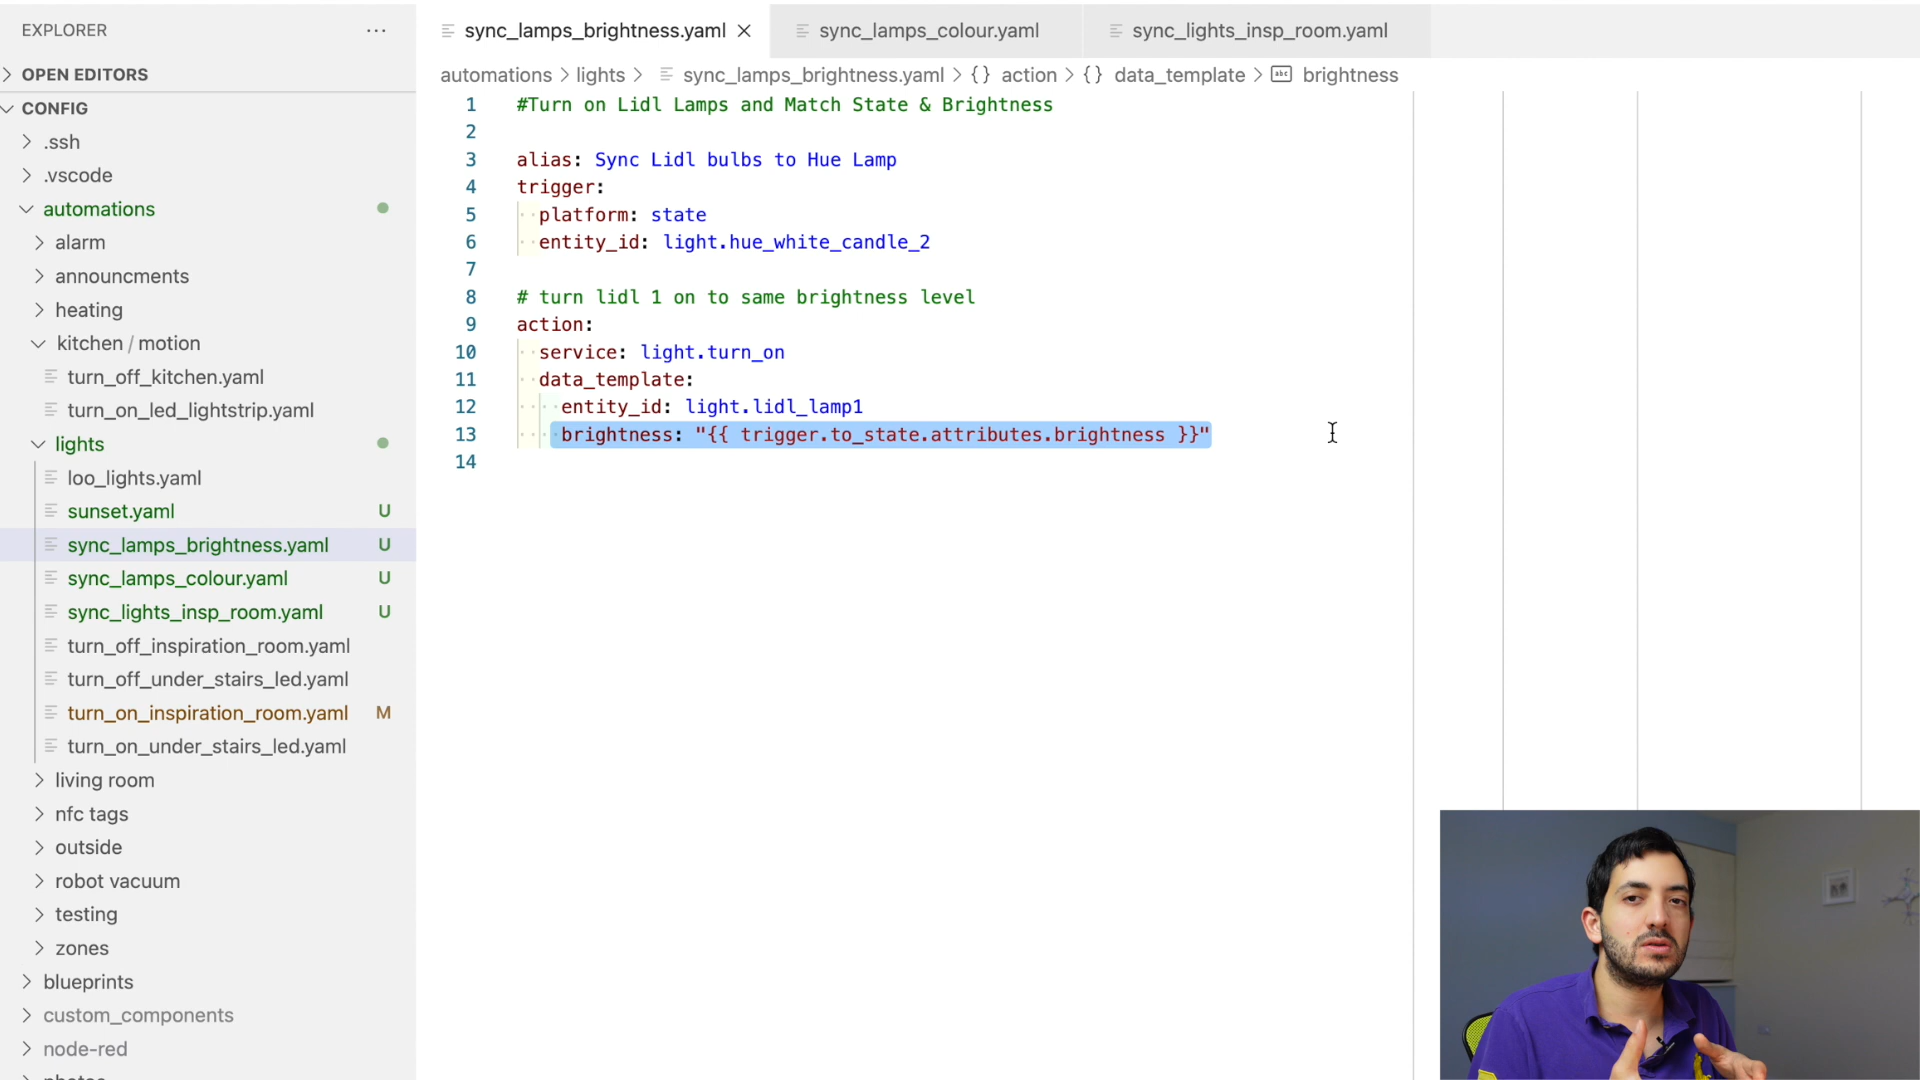 EXPLORER
OPEN EDITORS
CONFIG
.ssh
.vscode
automations
alarm
announcments
heating
kitchen / motion
turn_off_kitchen.yaml
turn_on_led_lightstrip.yaml
lights
loo_lights.yaml
sunset.yaml U
sync_lamps_brightness.yaml U
sync_lamps_colour.yaml U
sync_lights_insp_room.yaml U
turn_off_inspiration_room.yaml
turn_off_under_stairs_led.yaml
turn_on_inspiration_room.yaml M
turn_on_under_stairs_led.yaml
living room
nfc tags
outside
robot vacuum
testing
zones
blueprints
custom_components
node-red
sync_lamps_brightness.yaml sync_lamps_colour.yaml sync_lights_insp_room.yaml
automations > lights > sync_lamps_brightness.yaml > {} action > {} data_template > abc brightness
1 #Turn on Lidl Lamps and Match State & Brightness
2
3 alias: Sync Lidl bulbs to Hue Lamp
4 trigger:
5 platform: state
6 entity_id: light.hue_white_candle_2
7
8 # turn lidl 1 on to same brightness level
9 action:
10 service: light.turn_on
11 data_template:
12 entity_id: light.lidl_lamp1
13 brightness: "{{ trigger.to_state.attributes.brightness }}"
14